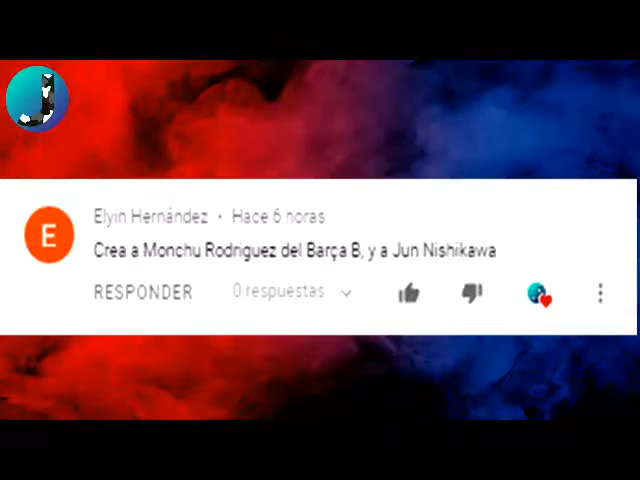 J
Elyin Hernández · Hace 6 horas
E
Crea a Monchu Rodriguez del Barça B, y a Jun Nishikawa
RESPONDER 0 respuestas